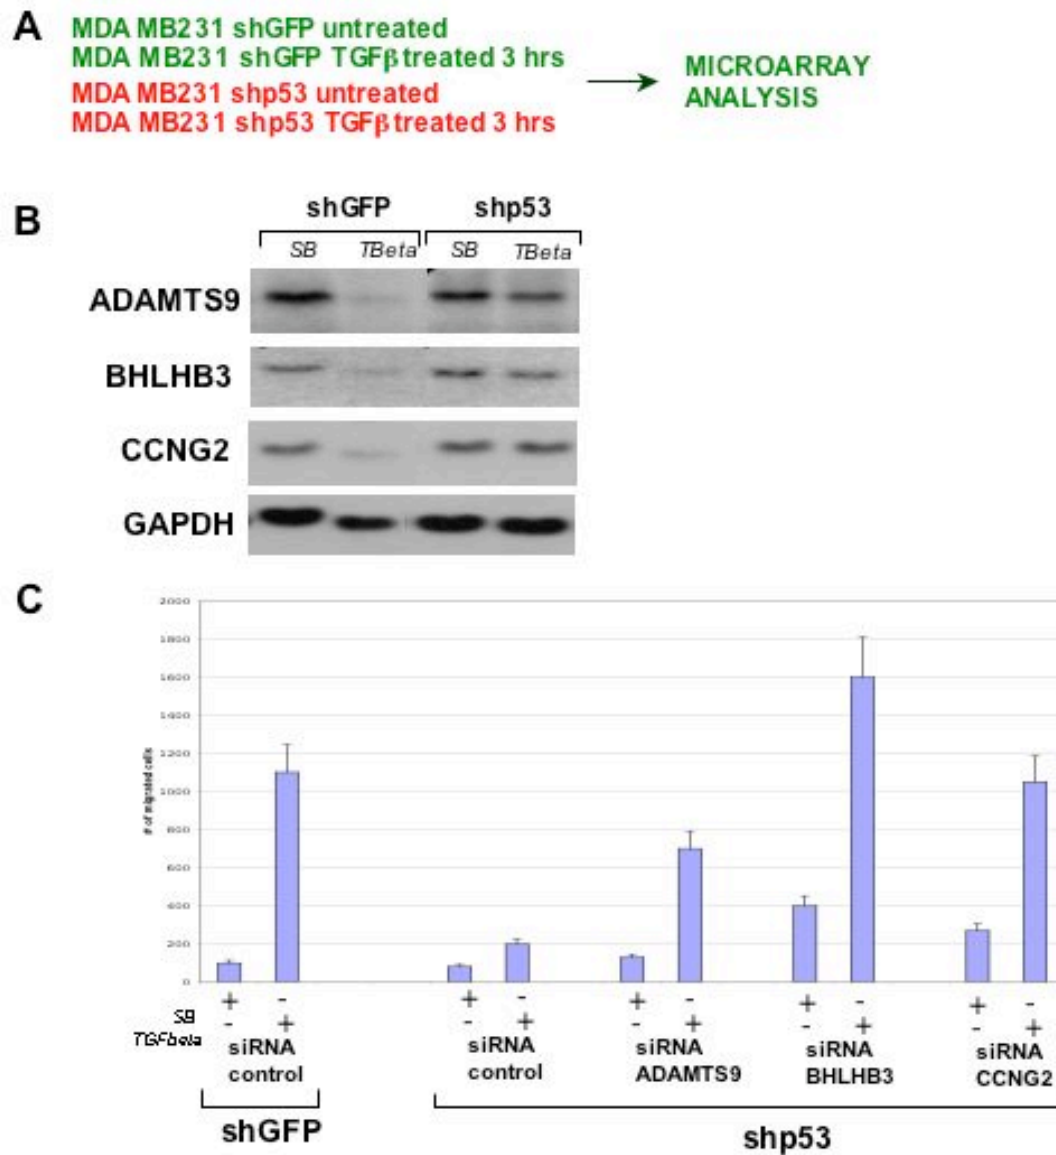 A
MDA MB231 shGFP untreated
MDA MB231 shGFP TGFβ treated 3 hrs
MDA MB231 shp53 untreated
MDA MB231 shp53 TGFβ treated 3 hrs
MICROARRAY
ANALYSIS
B
shGFP shp53
SB TBeta SB TBeta
ADAMTS9
BHLHB3
CCNG2
GAPDH
C
2000
1800
1600
1400
1200
1000
800
600
400
200
0
# of migrated cells
SB + - + - + - + - + -
TGFbeta - + - + - + - + - +
siRNA control
siRNA control
siRNA ADAMTS9
siRNA BHLHB3
siRNA CCNG2
shGFP shp53